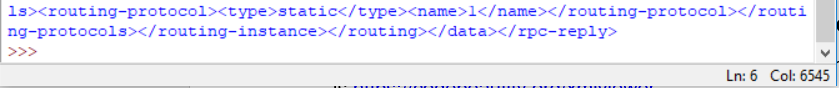 ls><routing-protocol><type>static</type><name>1</name></routing-protocol></routi
ng-protocols></routing-instance></routing></data></rpc-reply>
>>>
Ln: 6 Col: 6545